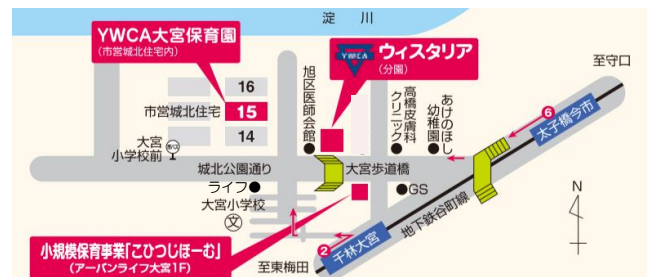 淀川
YWCA大宮保育園
（市営城北住宅内）
YWCA
ウィスタリア
（分園）
至守口
16
市営城北住宅
15
14
旭区医師会館
高橋皮膚科
クリニック
あけのほし
幼稚園
6
太子橋今市
大宮
小学校前
城北公園通り
大宮歩道橋
ライフ
GS
大宮小学校
文
地下鉄谷町線
N
小規模保育事業「こひつじほーむ」
（アーバンライフ大宮1F）
2
千林大宮
至東梅田